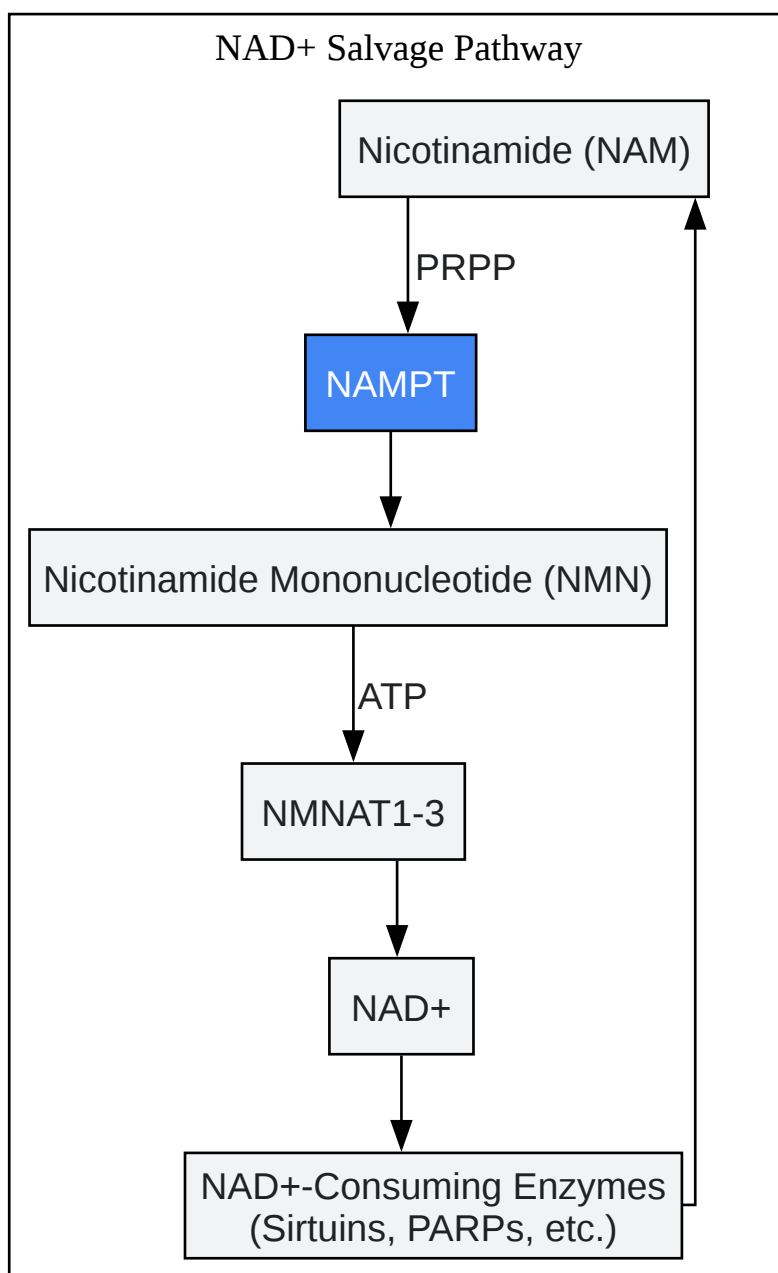 NAD+ Salvage Pathway
Nicotinamide (NAM)
PRPP
NAMPT
Nicotinamide Mononucleotide (NMN)
ATP
NMNAT1-3
NAD+
NAD+-Consuming Enzymes
(Sirtuins, PARPs, etc.)